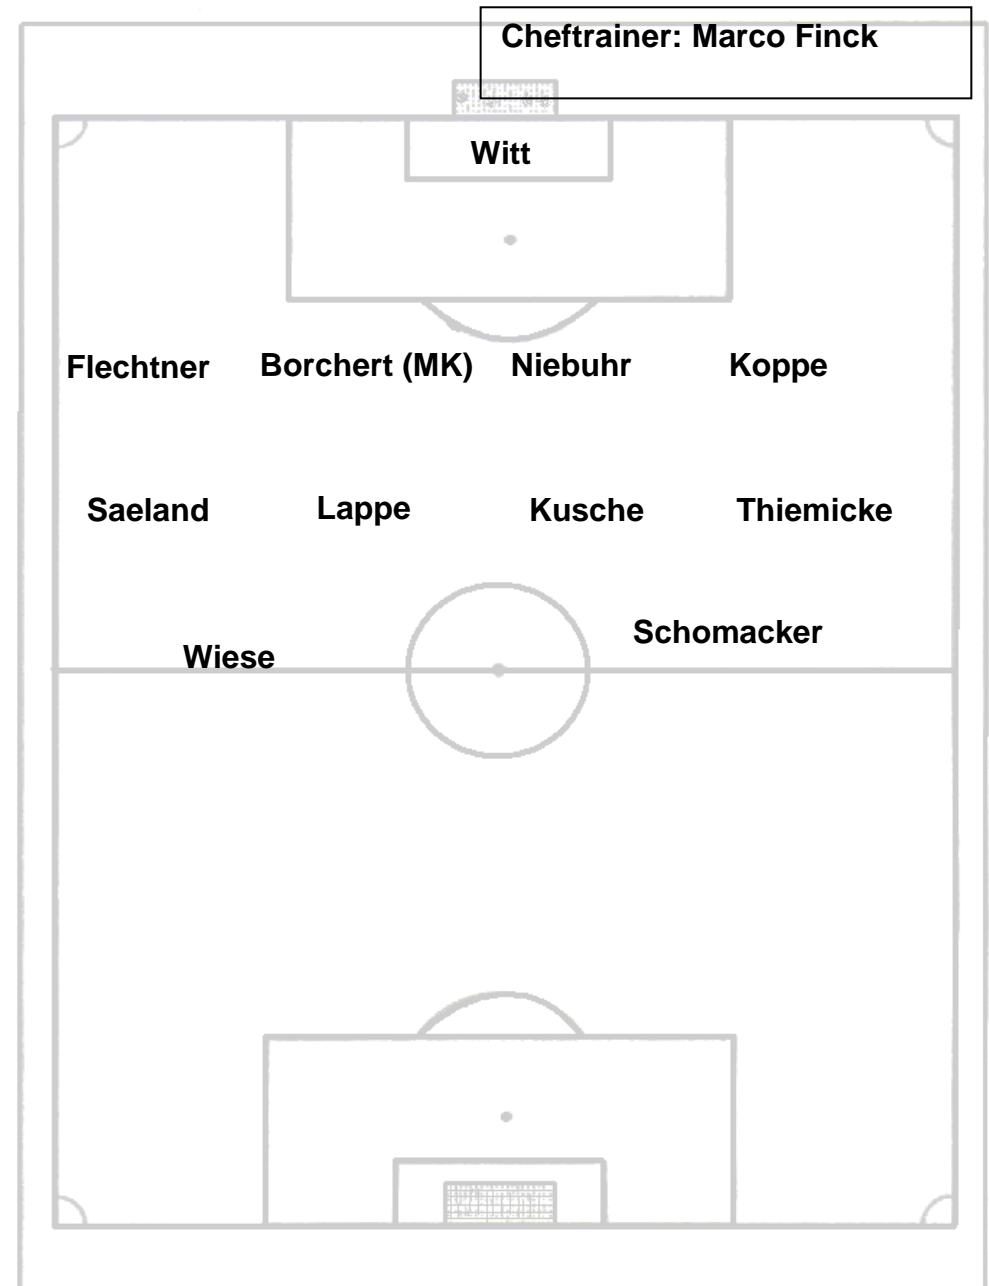 Cheftrainer: Marco Finck
Witt
Flechtner Borchert (MK) Niebuhr Koppe
Saeland Lappe Kusche Thiemicke
Schomacker
Wiese